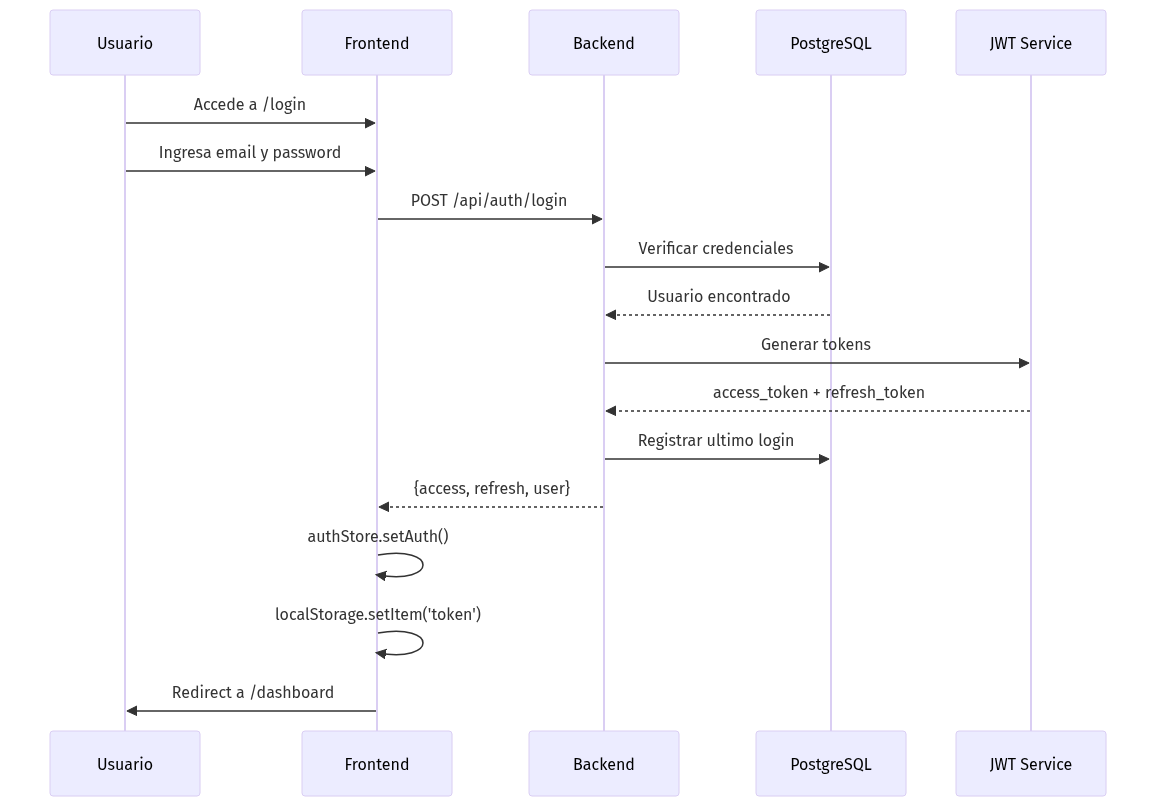 Usuario
Frontend
Backend
PostgreSQL
JWT Service
Accede a /login
Ingresa email y password
POST /api/auth/login
Verificar credenciales
Usuario encontrado
Generar tokens
access_token + refresh_token
Registrar ultimo login
{access, refresh, user}
authStore.setAuth()
localStorage.setItem('token')
Redirect a /dashboard
Usuario
Frontend
Backend
PostgreSQL
JWT Service